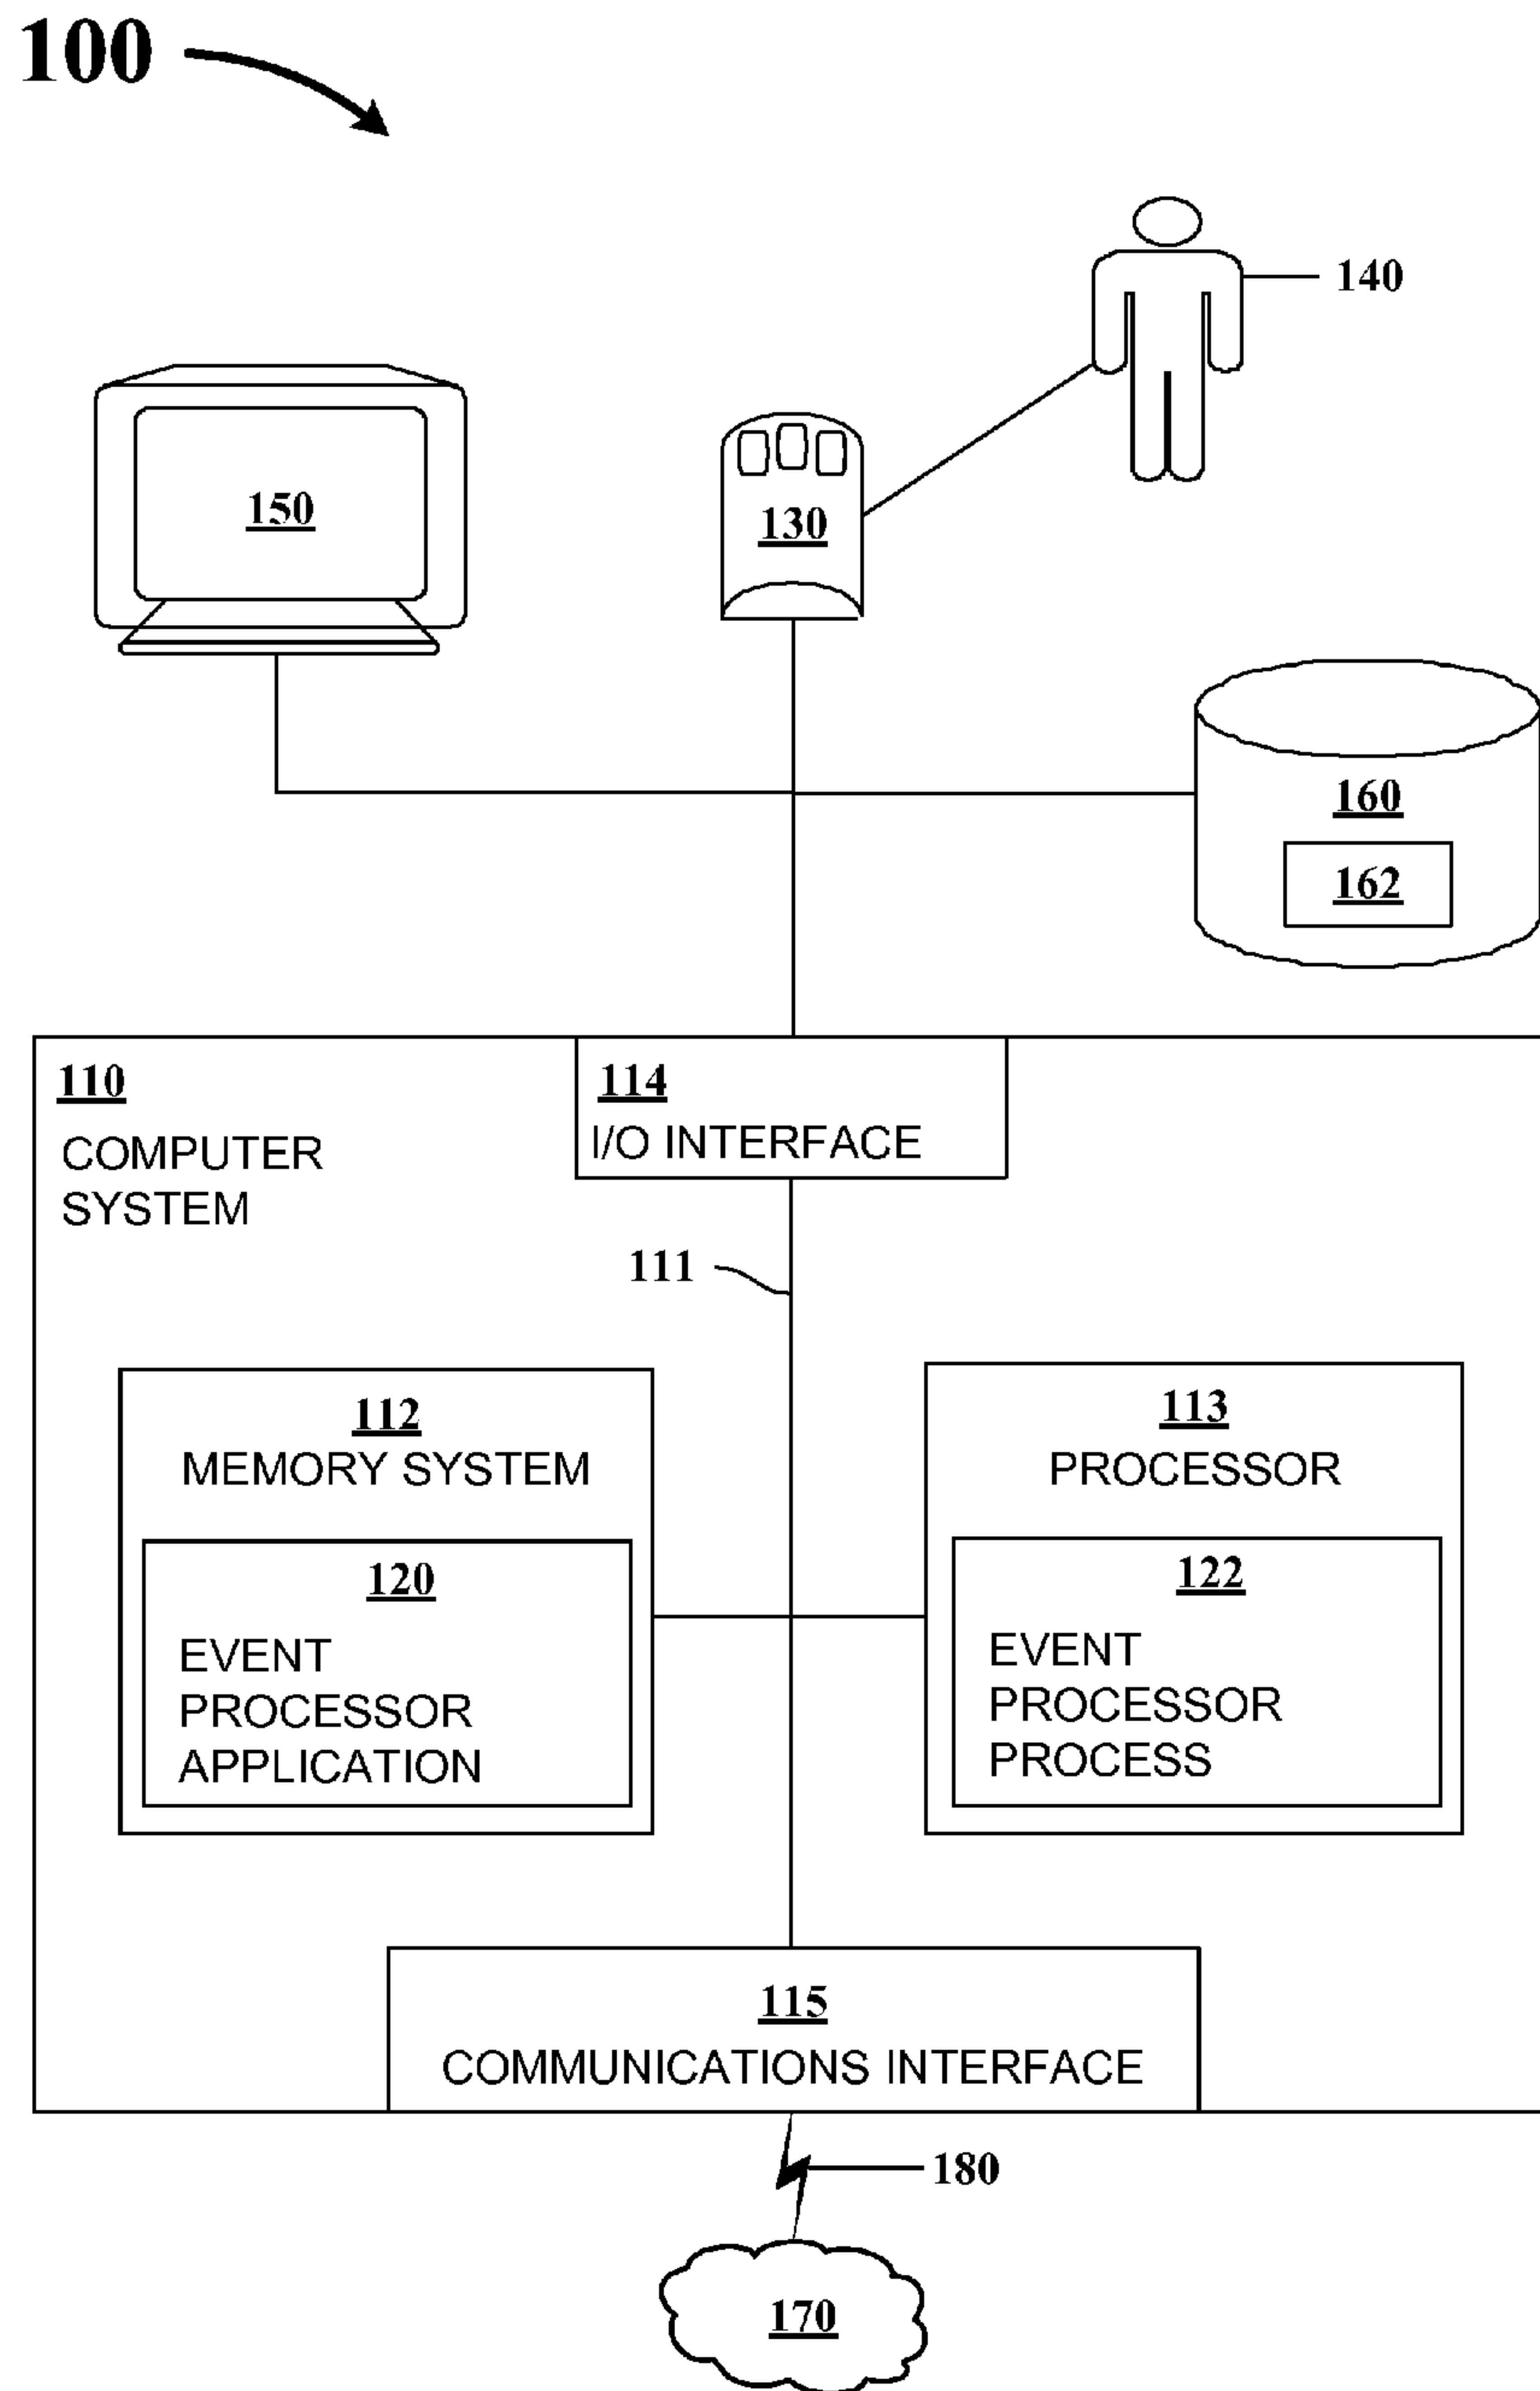 100
140
150
130
160
162
110
COMPUTER
SYSTEM
114
I/O INTERFACE
111
112
MEMORY SYSTEM
120
EVENT
PROCESSOR
APPLICATION
113
PROCESSOR
122
EVENT
PROCESSOR
PROCESS
115
COMMUNICATIONS INTERFACE
180
170